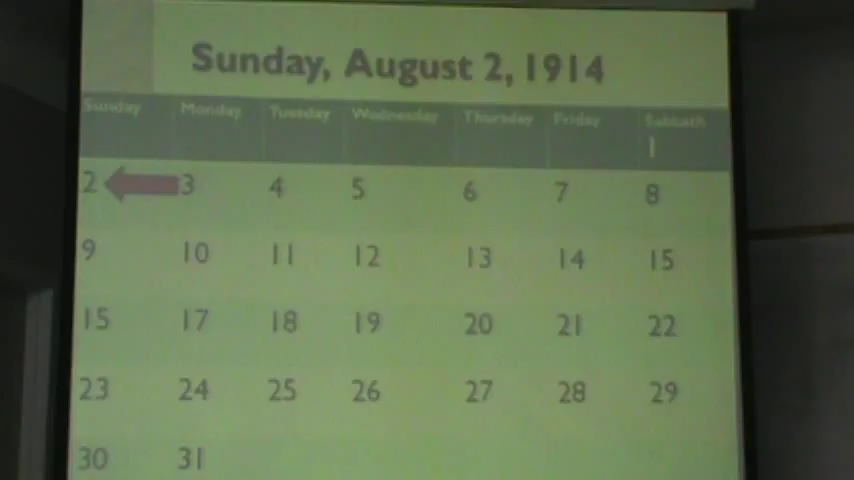 Sunday, August 2, 1914
Sunday Monday Tuesday Wednesday Thursday Friday Sabbath
1
2 3 4 5 6 7 8
9 10 11 12 13 14 15
15 17 18 19 20 21 22
23 24 25 26 27 28 29
30 31